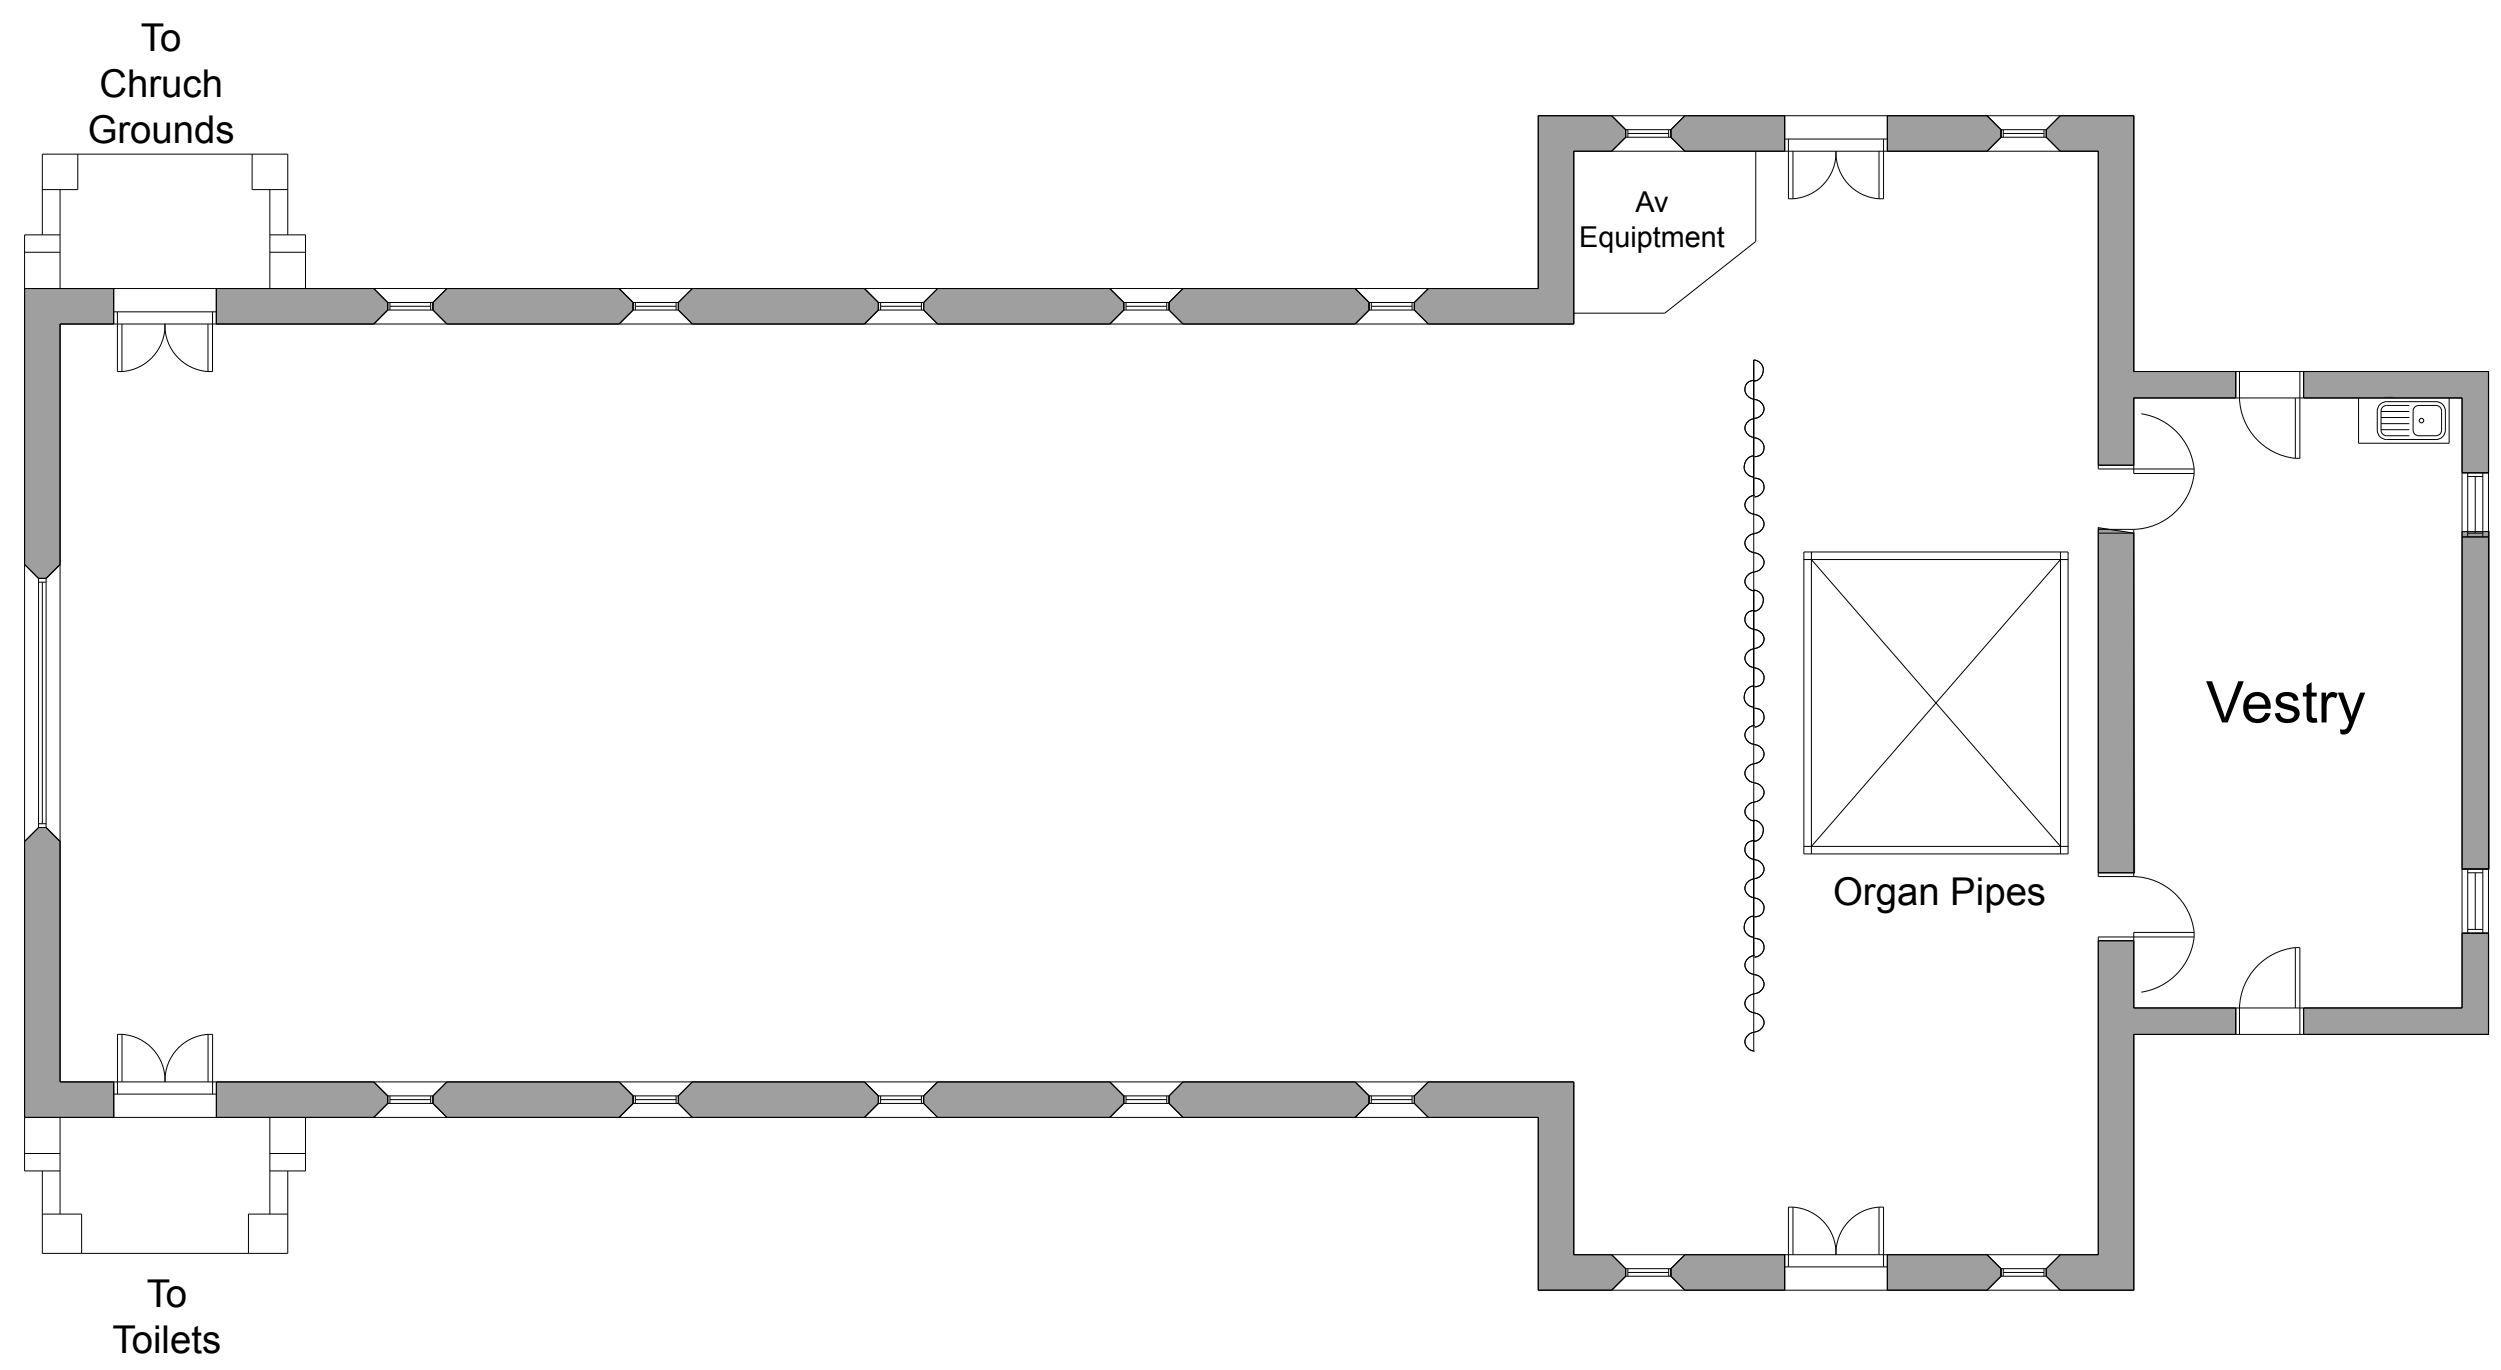 To
Chruch
Grounds
Av
Equiptment
Vestry
Organ Pipes
To
Toilets